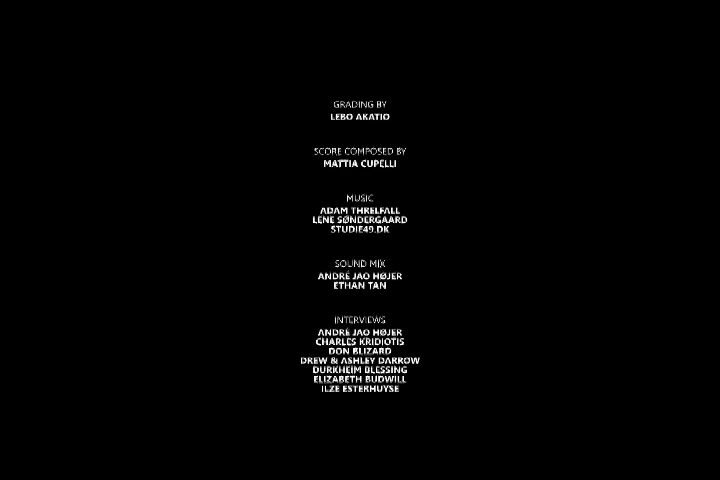 GRADING BY
LEBO AKATIO
SCORE COMPOSED BY
MATTIA CUPELLI
MUSIC
ADAM THRELFALL
LENE SØNDERGAARD
STUDIE49.DK
SOUND MIX
ANDRÉ JAO HØJER
ETHAN TAN
INTERVIEWS
ANDRÉ JAO HØJER
CHARLES KRIDIOTIS
DON BLIZARD
DREW & ASHLEY DARROW
DURKHEIM BLESSING
ELIZABETH BUDWILL
ILZE ESTERHUYSE